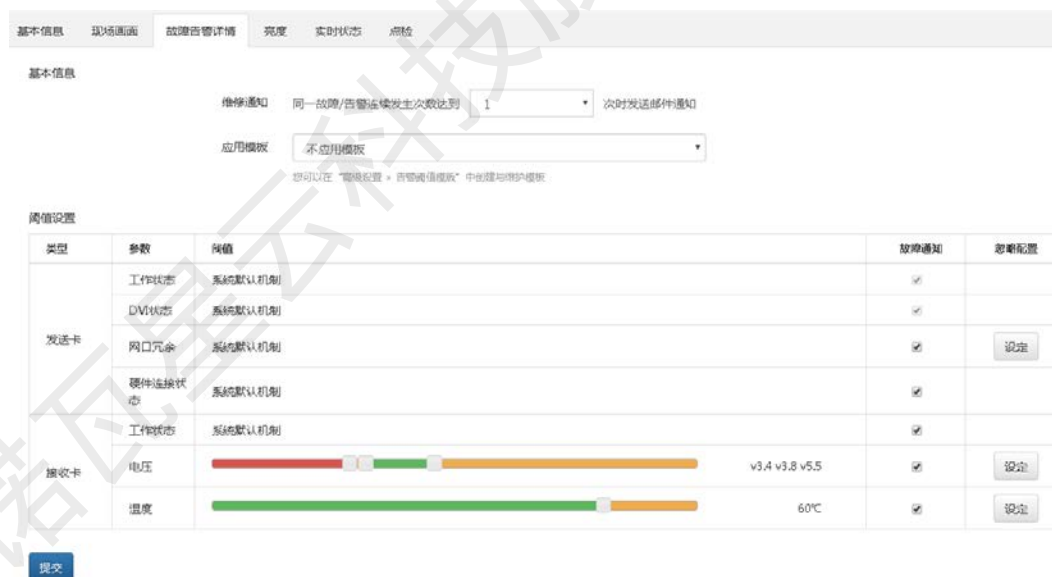 基本信息 现场画面 故障告警详情 亮度 实时状态 点检
基本信息
维修通知 同一故障/告警连续发生次数达到 1 次时发送邮件通知
应用模板 不应用模板
您可以在 "高级设置 » 告警阈值模板" 中创建与维护模板
阈值设置
类型 参数 阈值 故障通知 忽略配置
发送卡
工作状态 系统默认机制
DVI状态 系统默认机制
网口冗余 系统默认机制 设定
硬件连接状态 系统默认机制
接收卡
工作状态 系统默认机制
电压 v3.4 v3.8 v5.5 设定
温度 60℃ 设定
提交
诺瓦星云科技股